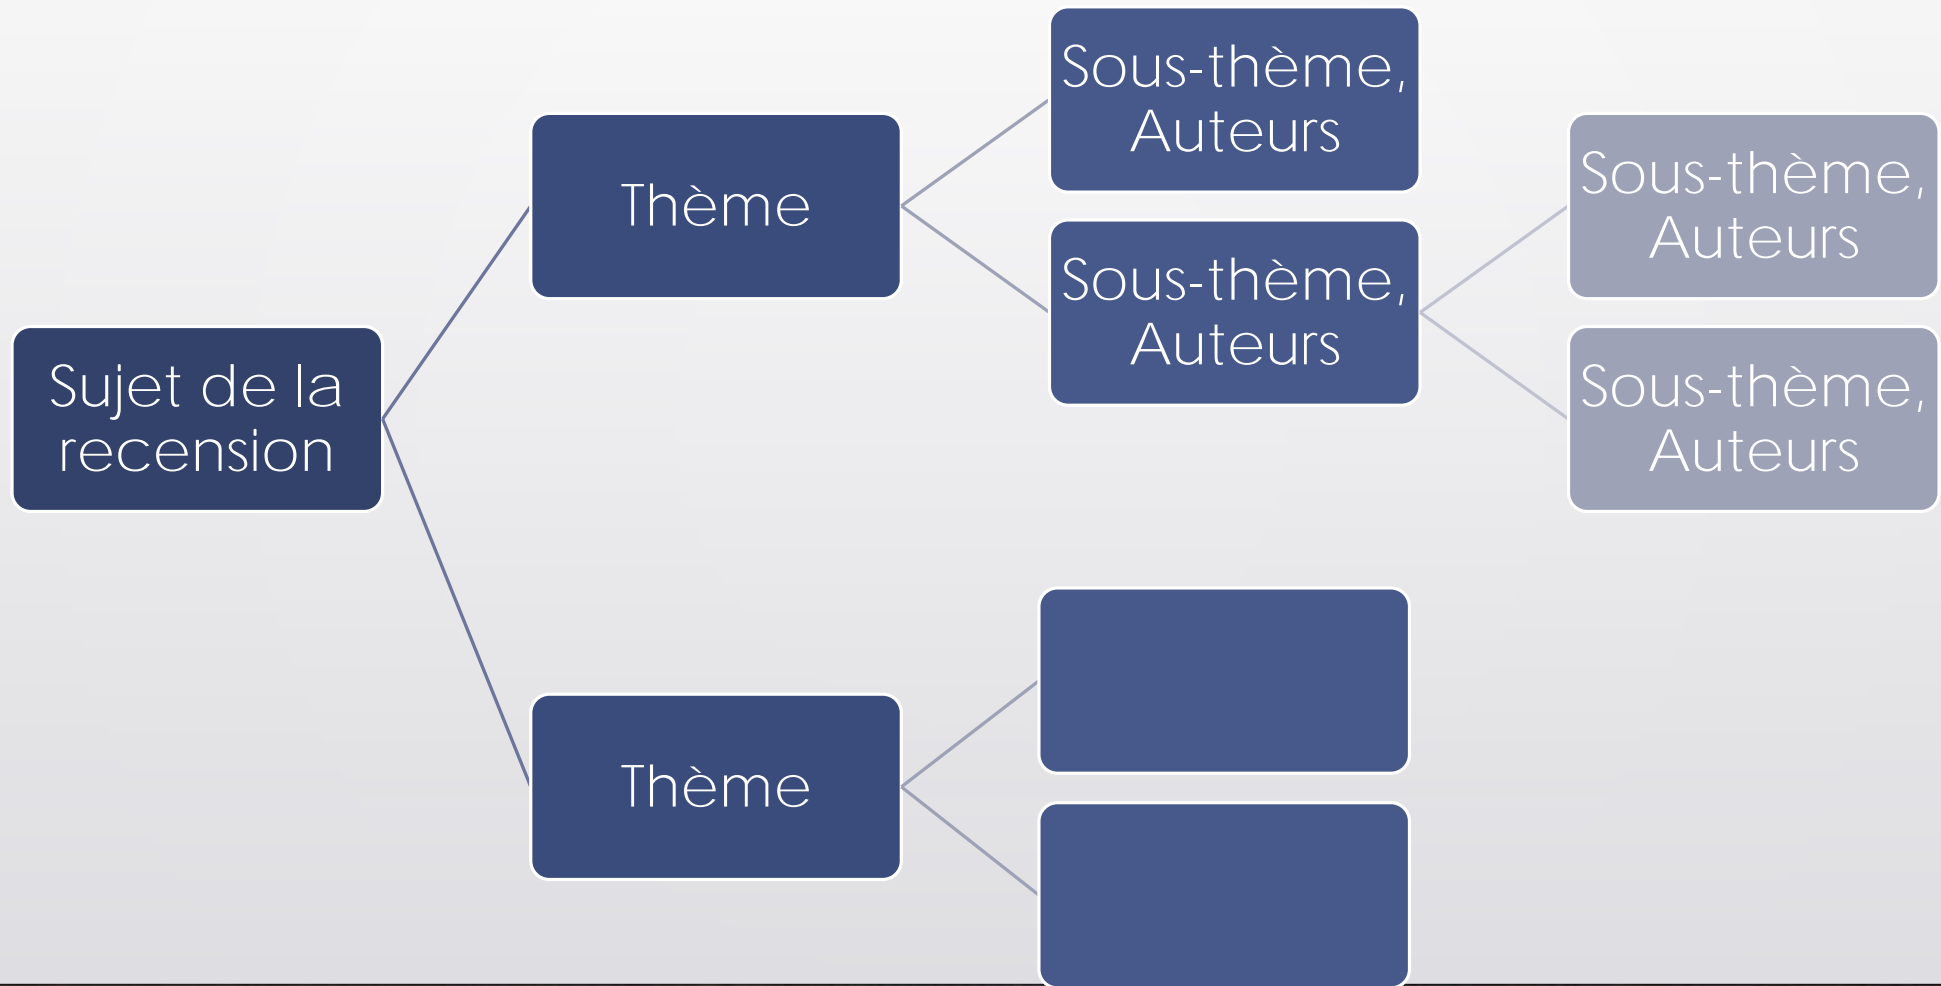 Sujet de la
recension
Thème
Sous-thème,
Auteurs
Sous-thème,
Auteurs
Sous-thème,
Auteurs
Sous-thème,
Auteurs
Thème